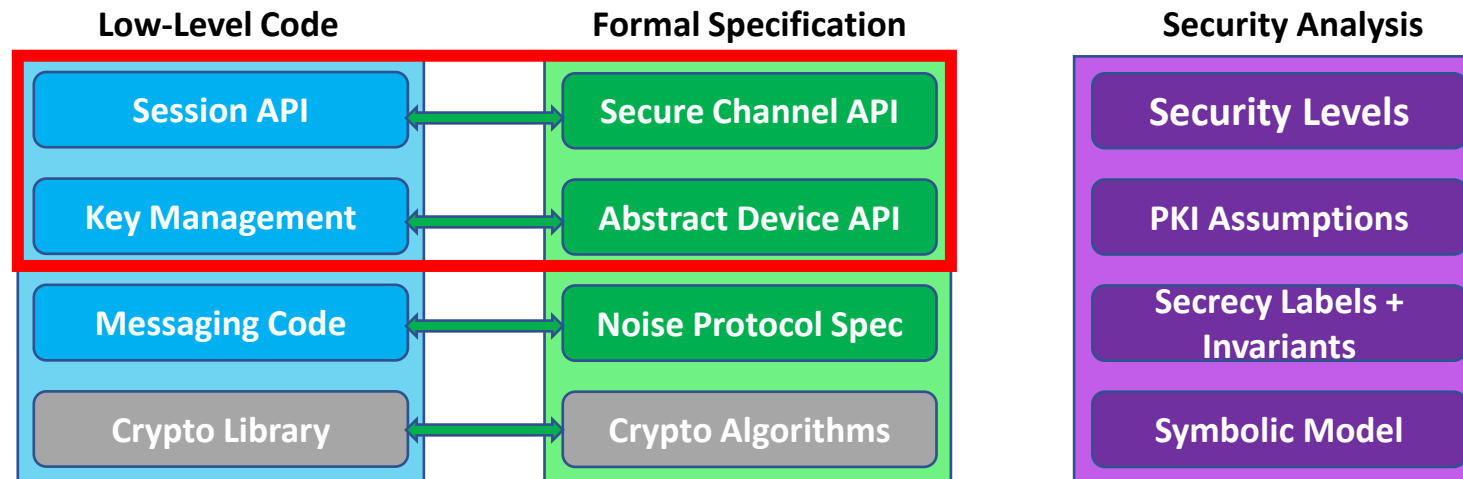 Low-Level Code
Formal Specification
Security Analysis
Session API
Secure Channel API
Security Levels
Key Management
Abstract Device API
PKI Assumptions
Messaging Code
Noise Protocol Spec
Secrecy Labels +
Invariants
Crypto Library
Crypto Algorithms
Symbolic Model